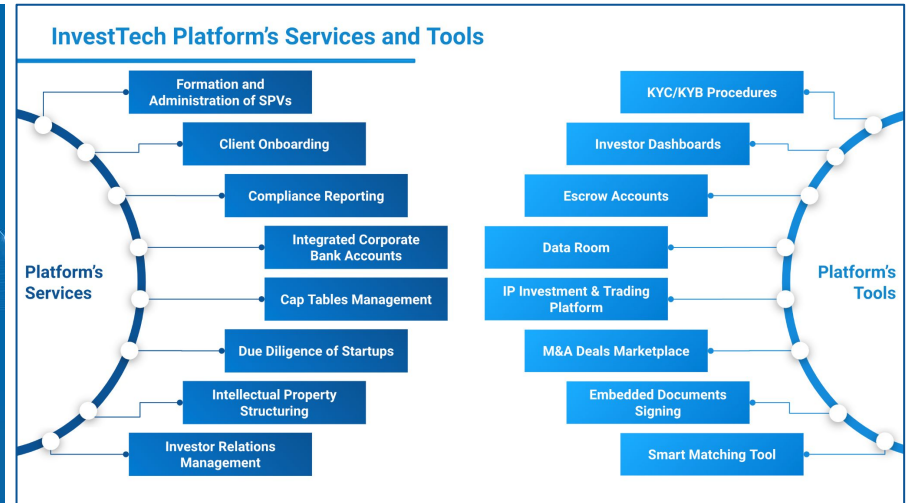 InvestTech Platform's Services and Tools
Platform's
Services
Formation and
Administration of SPVs
Client Onboarding
Compliance Reporting
Integrated Corporate
Bank Accounts
Cap Tables Management
Due Diligence of Startups
Intellectual Property
Structuring
Investor Relations
Management
KYC/KYB Procedures
Investor Dashboards
Escrow Accounts
Data Room
IP Investment & Trading
Platform
M&A Deals Marketplace
Embedded Documents
Signing
Smart Matching Tool
Platform's
Tools